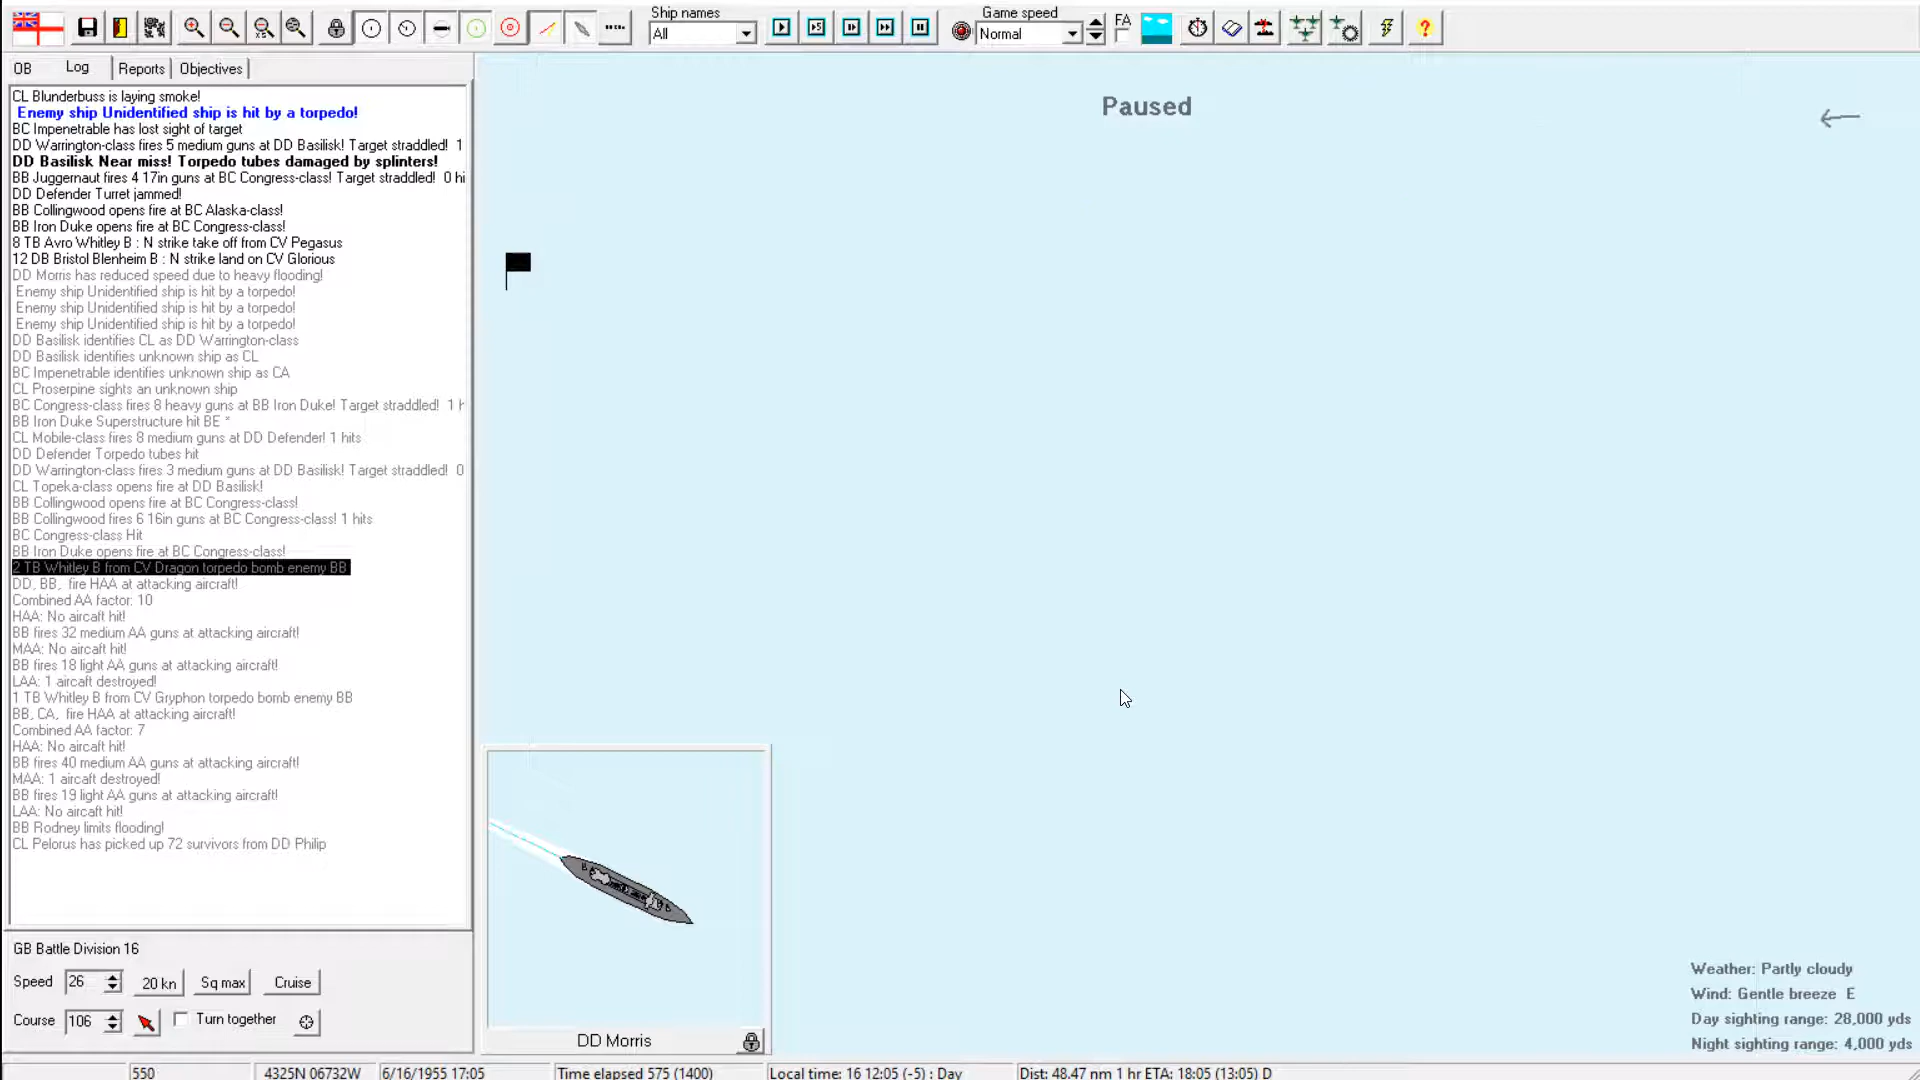 Ship names
All
Game speed
Normal
FA
OB
Log
Reports
Objectives
CL Blunderbuss is laying smoke!
Enemy ship Unidentified ship is hit by a torpedo!
BC Impenetrable has lost sight of target
DD Warrington-class fires 5 medium guns at DD Basilisk! Target straddled! 1
DD Basilisk Near miss! Torpedo tubes damaged by splinters!
BB Juggernaut fires 4 17in guns at BC Congress-class! Target straddled! 0 hi
DD Defender Turret jammed!
BB Collingwood opens fire at BC Alaska-class!
BB Iron Duke opens fire at BC Congress-class!
8 TB Avro Whitley B : N strike take off from CV Pegasus
12 DB Bristol Blenheim B : N strike land on CV Glorious
DD Morris has reduced speed due to heavy flooding!
Enemy ship Unidentified ship is hit by a torpedo!
Enemy ship Unidentified ship is hit by a torpedo!
Enemy ship Unidentified ship is hit by a torpedo!
DD Basilisk identifies CL as DD Warrington-class
DD Basilisk identifies unknown ship as CL
BC Impenetrable identifies unknown ship as CA
CL Proserpine sights an unknown ship
BC Congress-class fires 8 heavy guns at BB Iron Duke! Target straddled! 1 h
BB Iron Duke Superstructure hit BE *
CL Mobile-class fires 8 medium guns at DD Defender! 1 hits
DD Defender Torpedo tubes hit
DD Warrington-class fires 3 medium guns at DD Basilisk! Target straddled! 0
CL Topeka-class opens fire at DD Basilisk!
BB Collingwood opens fire at BC Congress-class!
BB Collingwood fires 6 16in guns at BC Congress-class! 1 hits
BC Congress-class Hit
BB Iron Duke opens fire at BC Congress-class!
2 TB Whitley B from CV Dragon torpedo bomb enemy BB
DD, BB, fire HAA at attacking aircraft!
Combined AA factor: 10
HAA: No aircaft hit!
BB fires 32 medium AA guns at attacking aircraft!
MAA: No aircaft hit!
BB fires 18 light AA guns at attacking aircraft!
LAA: 1 aircaft destroyed!
1 TB Whitley B from CV Gryphon torpedo bomb enemy BB
BB, CA, fire HAA at attacking aircraft!
Combined AA factor: 7
HAA: No aircaft hit!
BB fires 40 medium AA guns at attacking aircraft!
MAA: 1 aircaft destroyed!
BB fires 19 light AA guns at attacking aircraft!
LAA: No aircaft hit!
BB Rodney limits flooding!
CL Pelorus has picked up 72 survivors from DD Philip
Paused
GB Battle Division 16
Speed 26 20 kn Sq max Cruise
Course 106 Turn together
DD Morris
Weather: Partly cloudy
Wind: Gentle breeze E
Day sighting range: 28,000 yds
Night sighting range: 4,000 yds
550 4325N 06732W 6/16/1955 17:05 Time elapsed 575 (1400) Local time: 16 12:05 (-5) : Day Dist: 48.47 nm 1 hr ETA: 18:05 (13:05) D